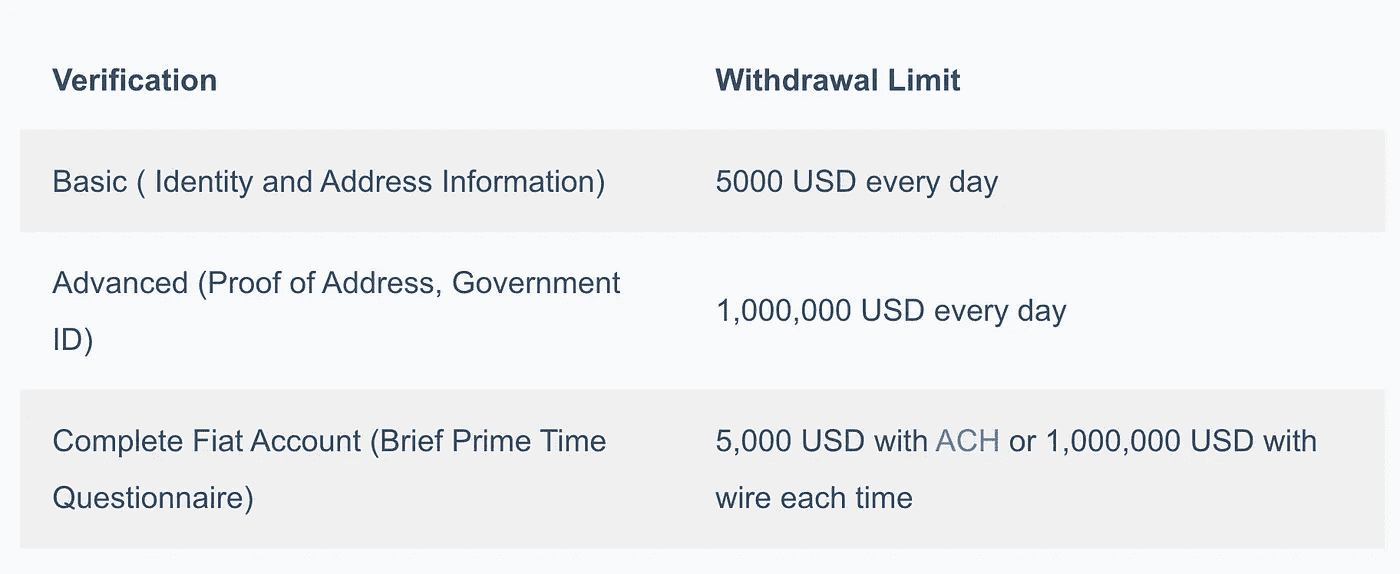 Verification Withdrawal Limit
Basic ( Identity and Address Information) 5000 USD every day
Advanced (Proof of Address, Government
ID)
1,000,000 USD every day
Complete Fiat Account (Brief Prime Time
Questionnaire)
5,000 USD with ACH or 1,000,000 USD with
wire each time